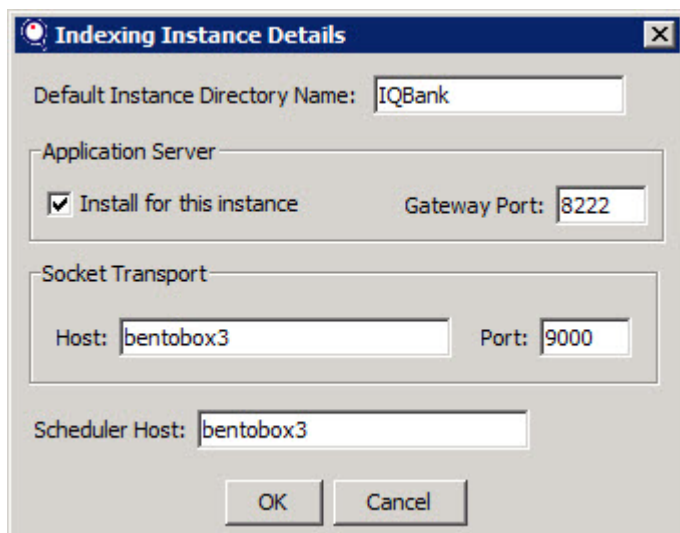 Indexing Instance Details
Default Instance Directory Name: IQBank
Application Server
Install for this instance Gateway Port: 8222
Socket Transport
Host: bentobox3 Port: 9000
Scheduler Host: bentobox3
OK Cancel